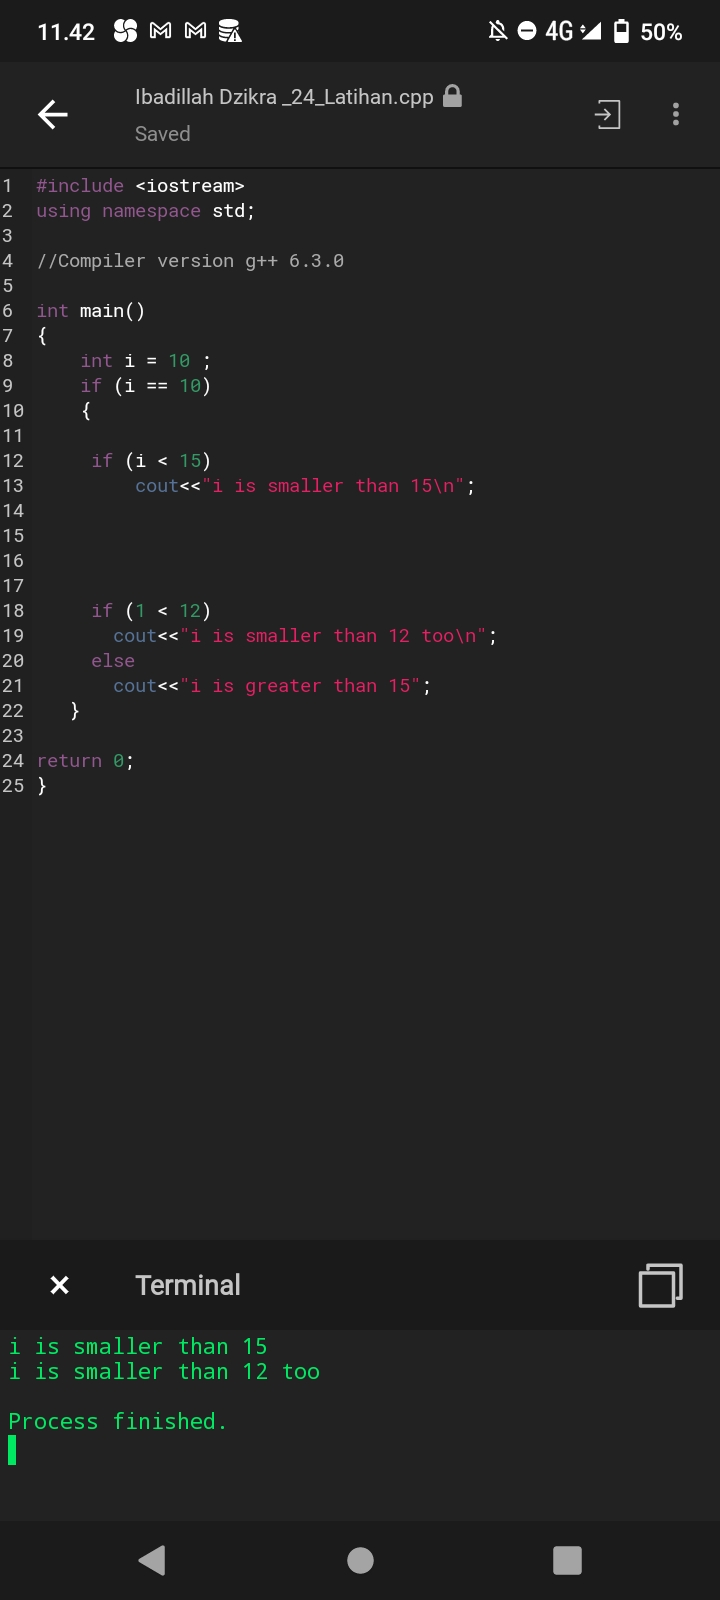 11.42 4G 50%
Ibadillah Dzikra _24_Latihan.cpp
Saved
1 #include <iostream>
2 using namespace std;
3
4 //Compiler version g++ 6.3.0
5
6 int main()
7 {
8 int i = 10 ;
9 if (i == 10)
10 {
11
12 if (i < 15)
13 cout<<"i is smaller than 15\n";
14
15
16
17
18 if (1 < 12)
19 cout<<"i is smaller than 12 too\n";
20 else
21 cout<<"i is greater than 15";
22 }
23
24 return 0;
25 }
Terminal
i is smaller than 15
i is smaller than 12 too
Process finished.